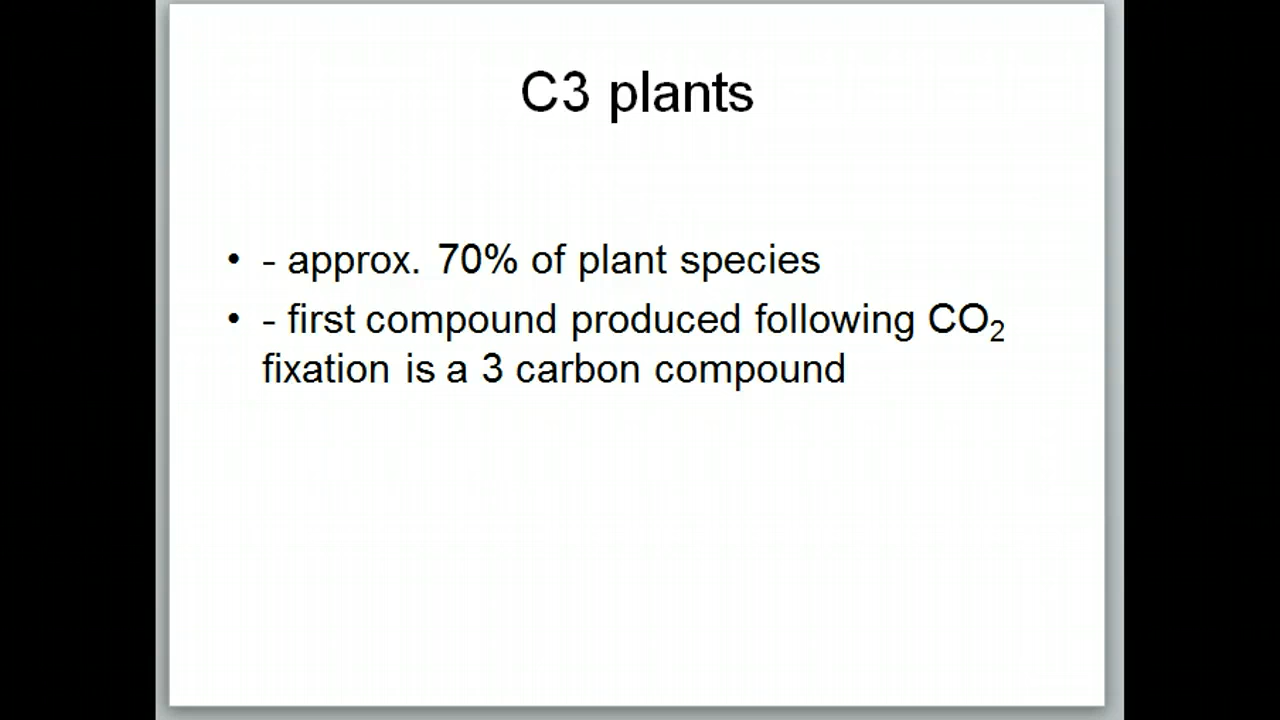 C3 plants
• - approx. 70% of plant species
• - first compound produced following CO₂
fixation is a 3 carbon compound